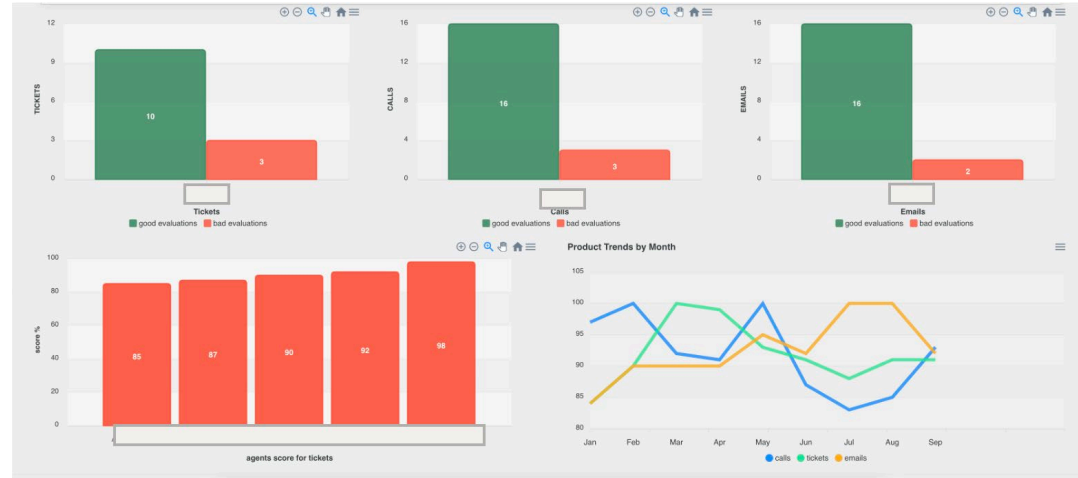 12
9
6
3
0
TICKETS
10
3
Tickets
good evaluations bad evaluations
16
12
8
4
0
CALLS
16
3
Calls
good evaluations bad evaluations
16
12
8
4
0
EMAILS
16
2
Emails
good evaluations bad evaluations
100
80
60
40
20
0
score %
85
87
90
92
98
agents score for tickets
Product Trends by Month
105
100
95
90
85
80
Jan Feb Mar Apr May Jun Jul Aug Sep
calls tickets emails